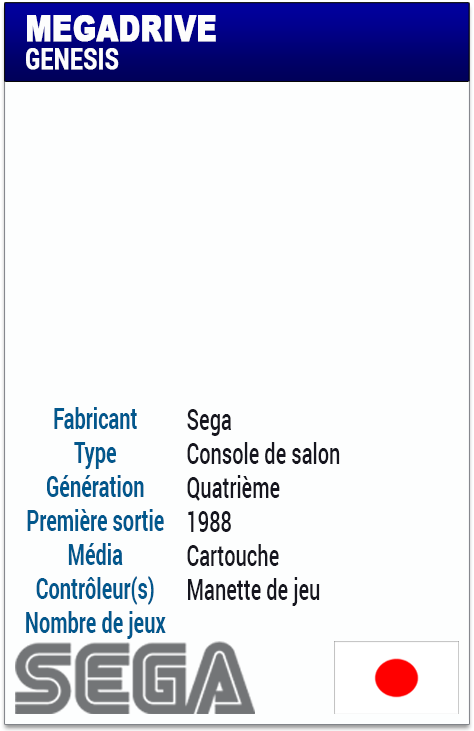 MEGADRIVE
GENESIS
Fabricant Sega
Type Console de salon
Génération Quatrième
Première sortie 1988
Média Cartouche
Contrôleur(s) Manette de jeu
Nombre de jeux
SEGA